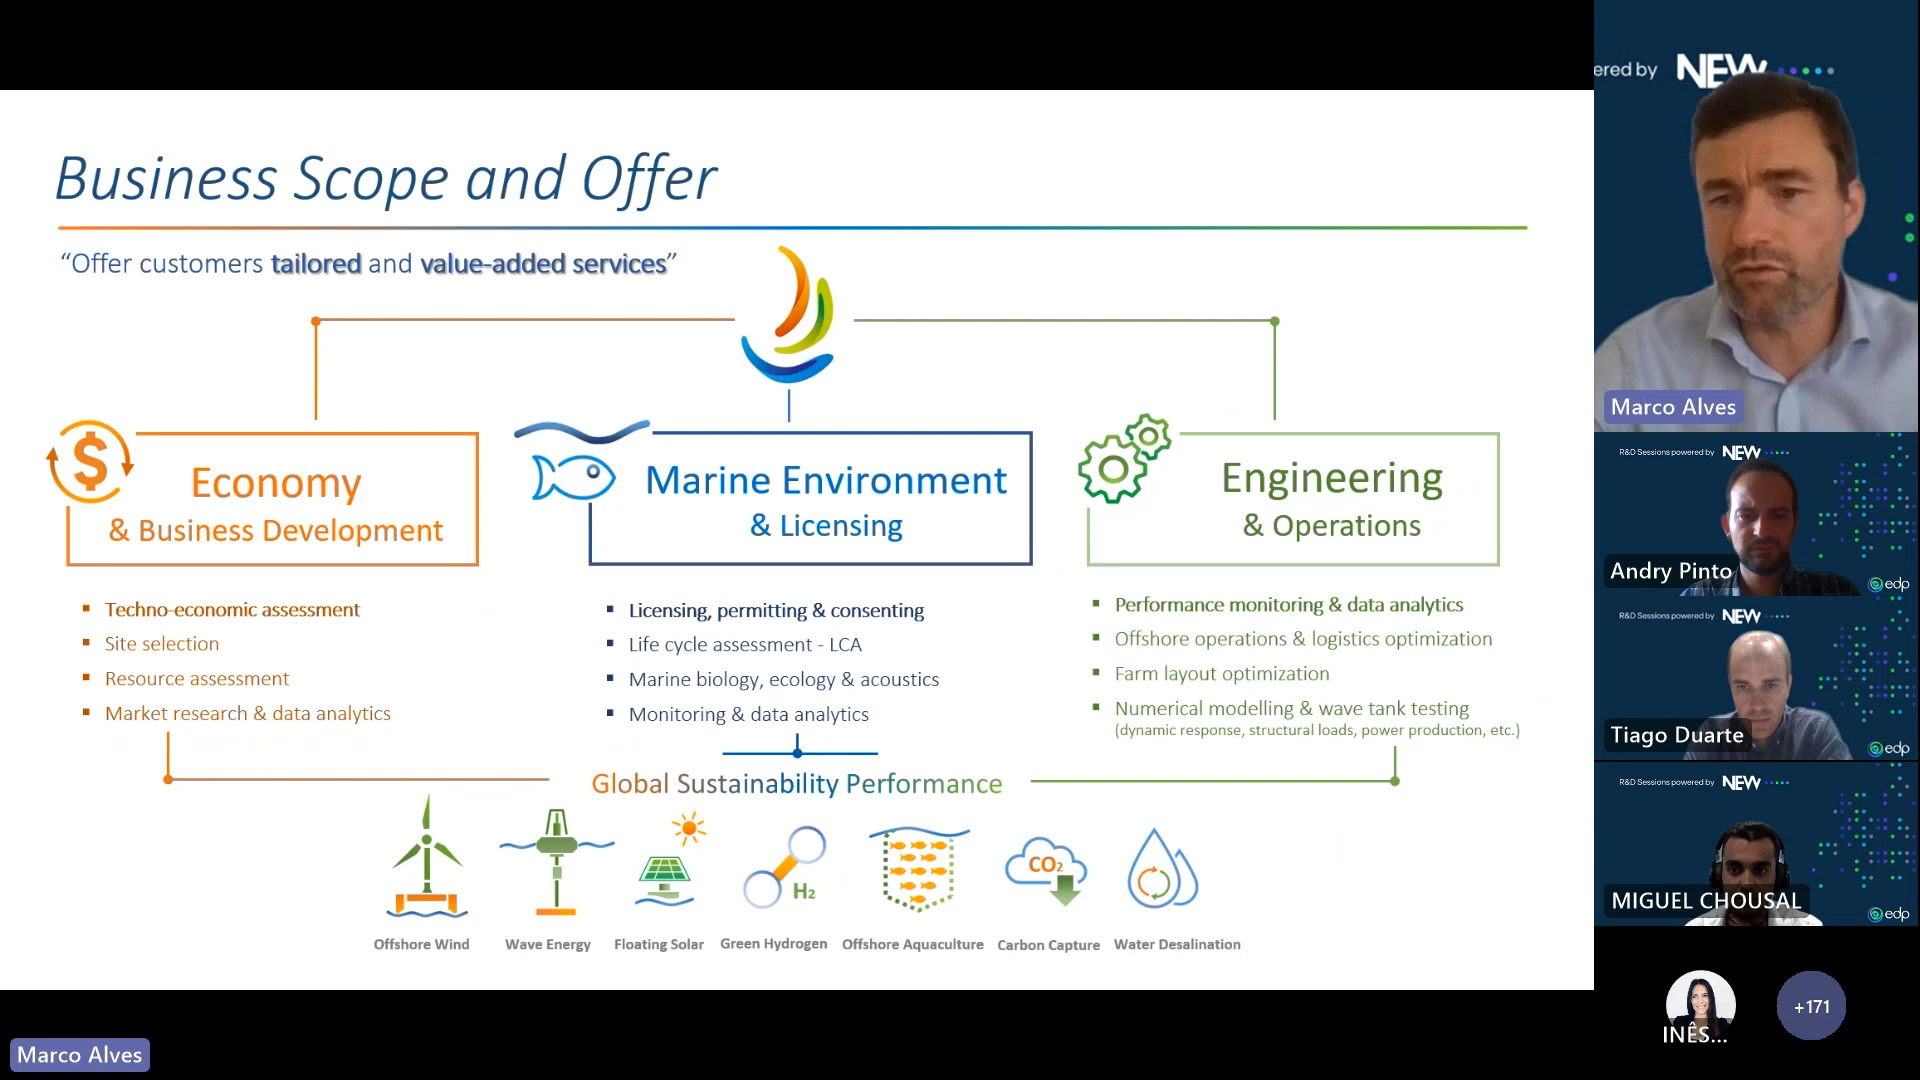 Business Scope and Offer
“Offer customers tailored and value-added services”
Economy
& Business Development
Techno-economic assessment
Site selection
Resource assessment
Market research & data analytics
Marine Environment
& Licensing
Licensing, permitting & consenting
Life cycle assessment - LCA
Marine biology, ecology & acoustics
Monitoring & data analytics
Engineering
& Operations
Performance monitoring & data analytics
Offshore operations & logistics optimization
Farm layout optimization
Numerical modelling & wave tank testing
(dynamic response, structural loads, power production, etc.)
Global Sustainability Performance
H₂
CO₂
Offshore Wind
Wave Energy
Floating Solar
Green Hydrogen
Offshore Aquaculture
Carbon Capture
Water Desalination
Marco Alves
ered by NEW
Marco Alves
R&D Sessions powered by NEW
Andry Pinto
edp
R&D Sessions powered by NEW
Tiago Duarte
edp
R&D Sessions powered by NEW
MIGUEL CHOUSAL
edp
INÊS...
+171